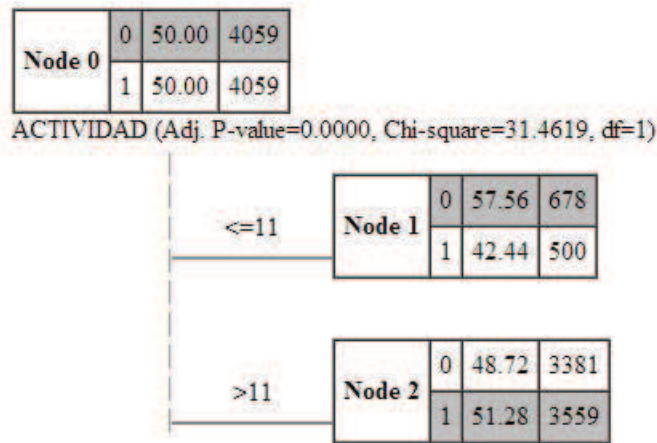 Node 0 0 50.00 4059
1 50.00 4059
ACTIVIDAD (Adj. P-value=0.0000, Chi-square=31.4619, df=1)
<=11 Node 1 0 57.56 678
1 42.44 500
>11 Node 2 0 48.72 3381
1 51.28 3559